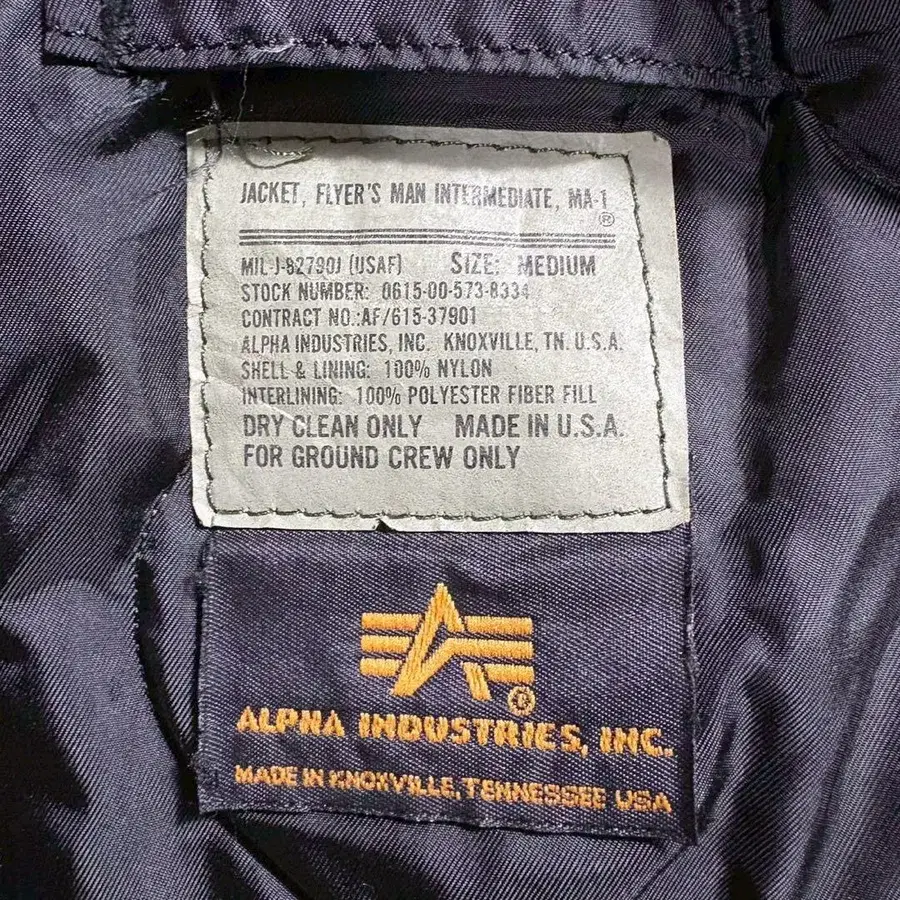 JACKET, FLYER'S MAN INTERMEDIATE, MA-1
®
MIL-J-82790J (USAF) SIZE: MEDIUM
STOCK NUMBER: 0615-00-573-8334
CONTRACT NO.:AF/615-37901
ALPHA INDUSTRIES, INC. KNOXVILLE, TN. U.S.A.
SHELL & LINING: 100% NYLON
INTERLINING: 100% POLYESTER FIBER FILL
DRY CLEAN ONLY MADE IN U.S.A.
FOR GROUND CREW ONLY
®
ALPHA INDUSTRIES, INC.
MADE IN KNOXVILLE, TENNESSEE USA